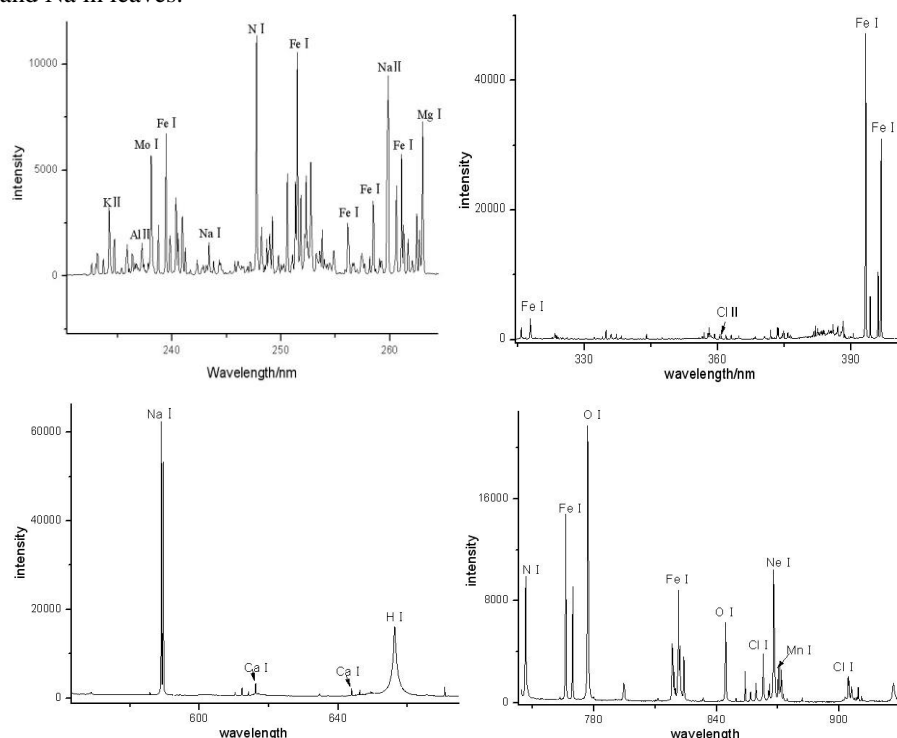 and Na in leaves.
N Ⅰ
Fe Ⅰ
Na Ⅱ
Mg Ⅰ
Fe Ⅰ
Mo Ⅰ
Fe Ⅰ
K Ⅱ
Al Ⅱ
Na Ⅰ
Fe Ⅰ
Fe Ⅰ
intensity
10000
5000
0
240
250
260
Wavelength/nm
Fe Ⅰ
Fe Ⅰ
Fe Ⅰ
Cl Ⅱ
intensity
40000
20000
0
330
360
390
wavelength/nm
Na Ⅰ
H Ⅰ
Ca Ⅰ
Ca Ⅰ
intensity
60000
40000
20000
0
600
640
wavelength
O Ⅰ
Fe Ⅰ
N Ⅰ
Fe Ⅰ
O Ⅰ
Ne Ⅰ
Cl Ⅰ
Mn Ⅰ
Cl Ⅰ
intensity
16000
8000
0
780
840
900
wavelength